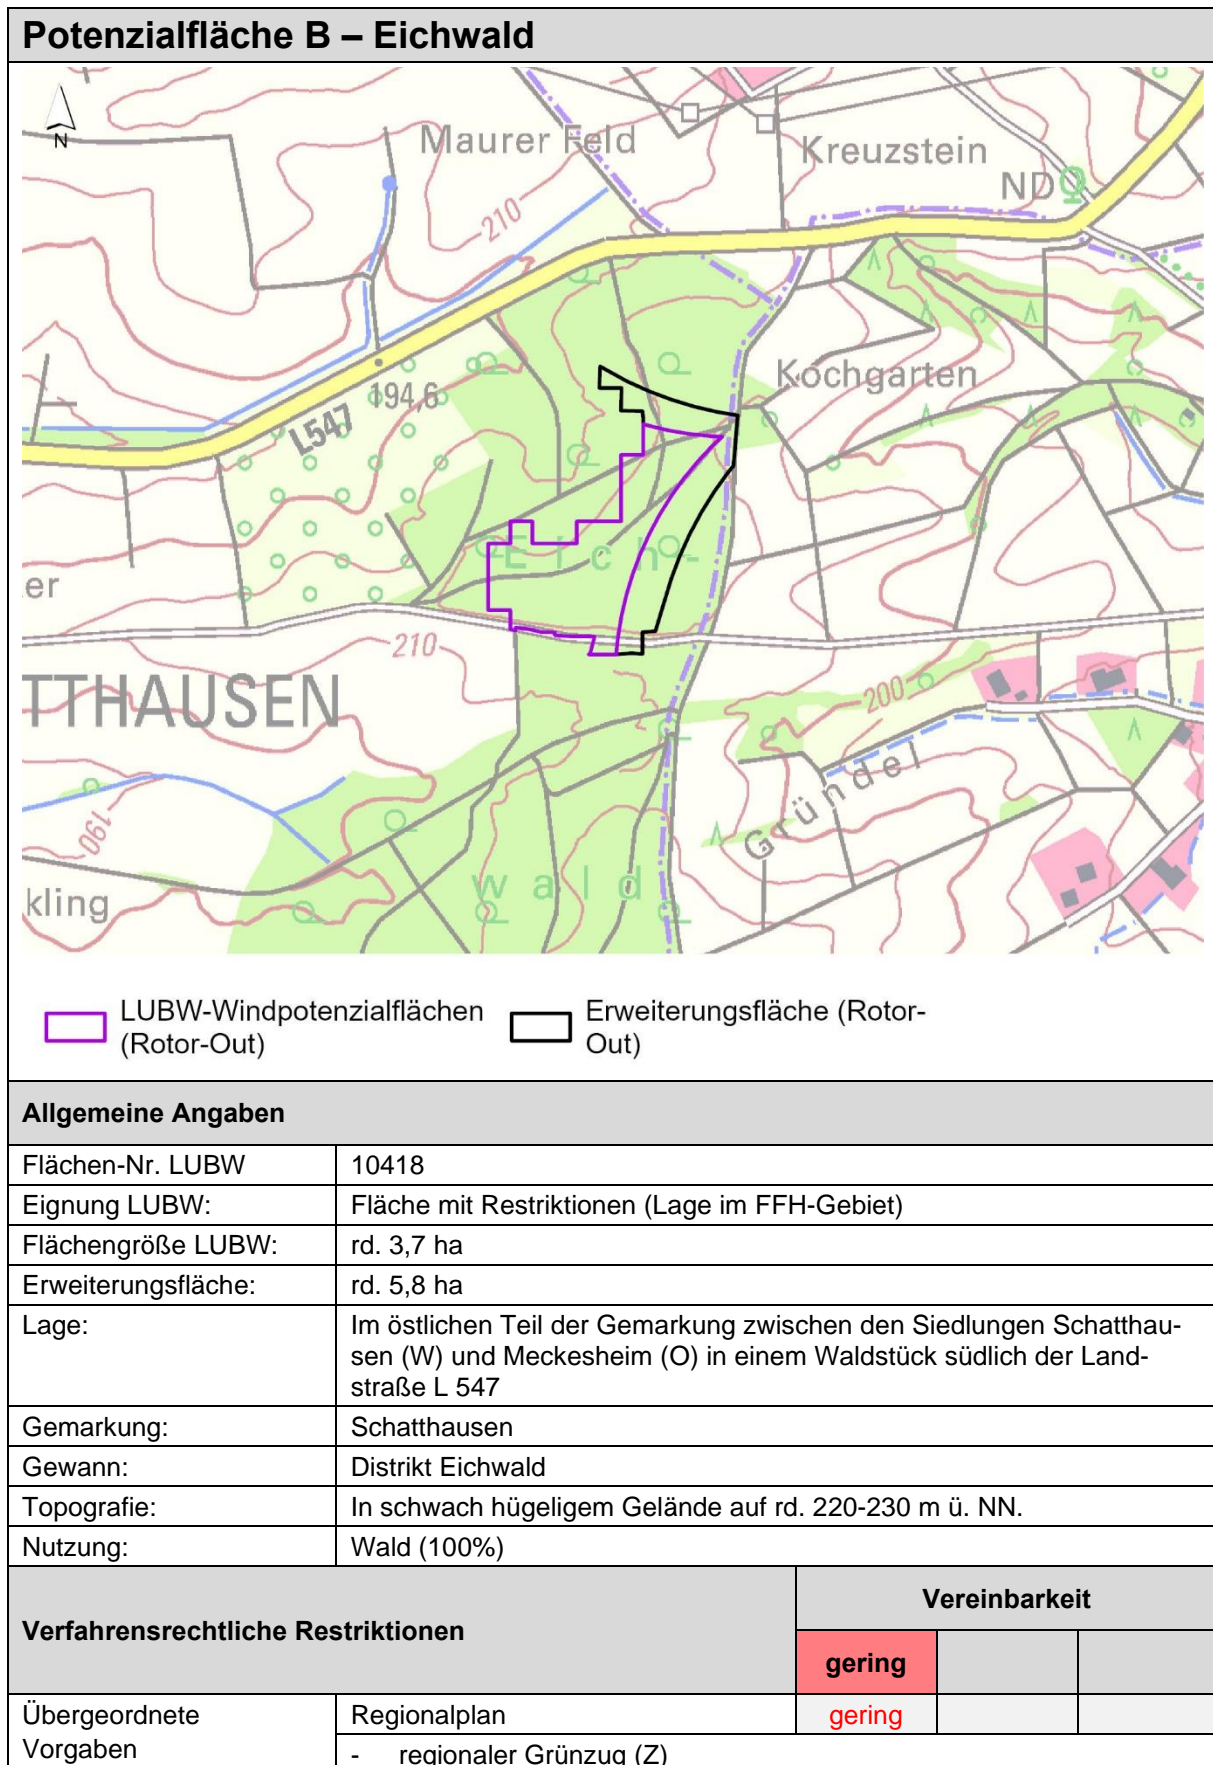 Potenzialfläche B – Eichwald
N
Maurer Feld
Kreuzstein
ND
210
Kochgarten
194,6
L547
Eich-
er
210
TTHAUSEN
200
Gründel
190
wald
kling
LUBW-Windpotenzialflächen
(Rotor-Out)
Erweiterungsfläche (Rotor-
Out)
Allgemeine Angaben
Flächen-Nr. LUBW 10418
Eignung LUBW: Fläche mit Restriktionen (Lage im FFH-Gebiet)
Flächengröße LUBW: rd. 3,7 ha
Erweiterungsfläche: rd. 5,8 ha
Lage: Im östlichen Teil der Gemarkung zwischen den Siedlungen Schatthau-
sen (W) und Meckesheim (O) in einem Waldstück südlich der Land-
straße L 547
Gemarkung: Schatthausen
Gewann: Distrikt Eichwald
Topografie: In schwach hügeligem Gelände auf rd. 220-230 m ü. NN.
Nutzung: Wald (100%)
Verfahrensrechtliche Restriktionen
Vereinbarkeit
gering
Übergeordnete
Vorgaben
Regionalplan gering
- regionaler Grünzug (Z)